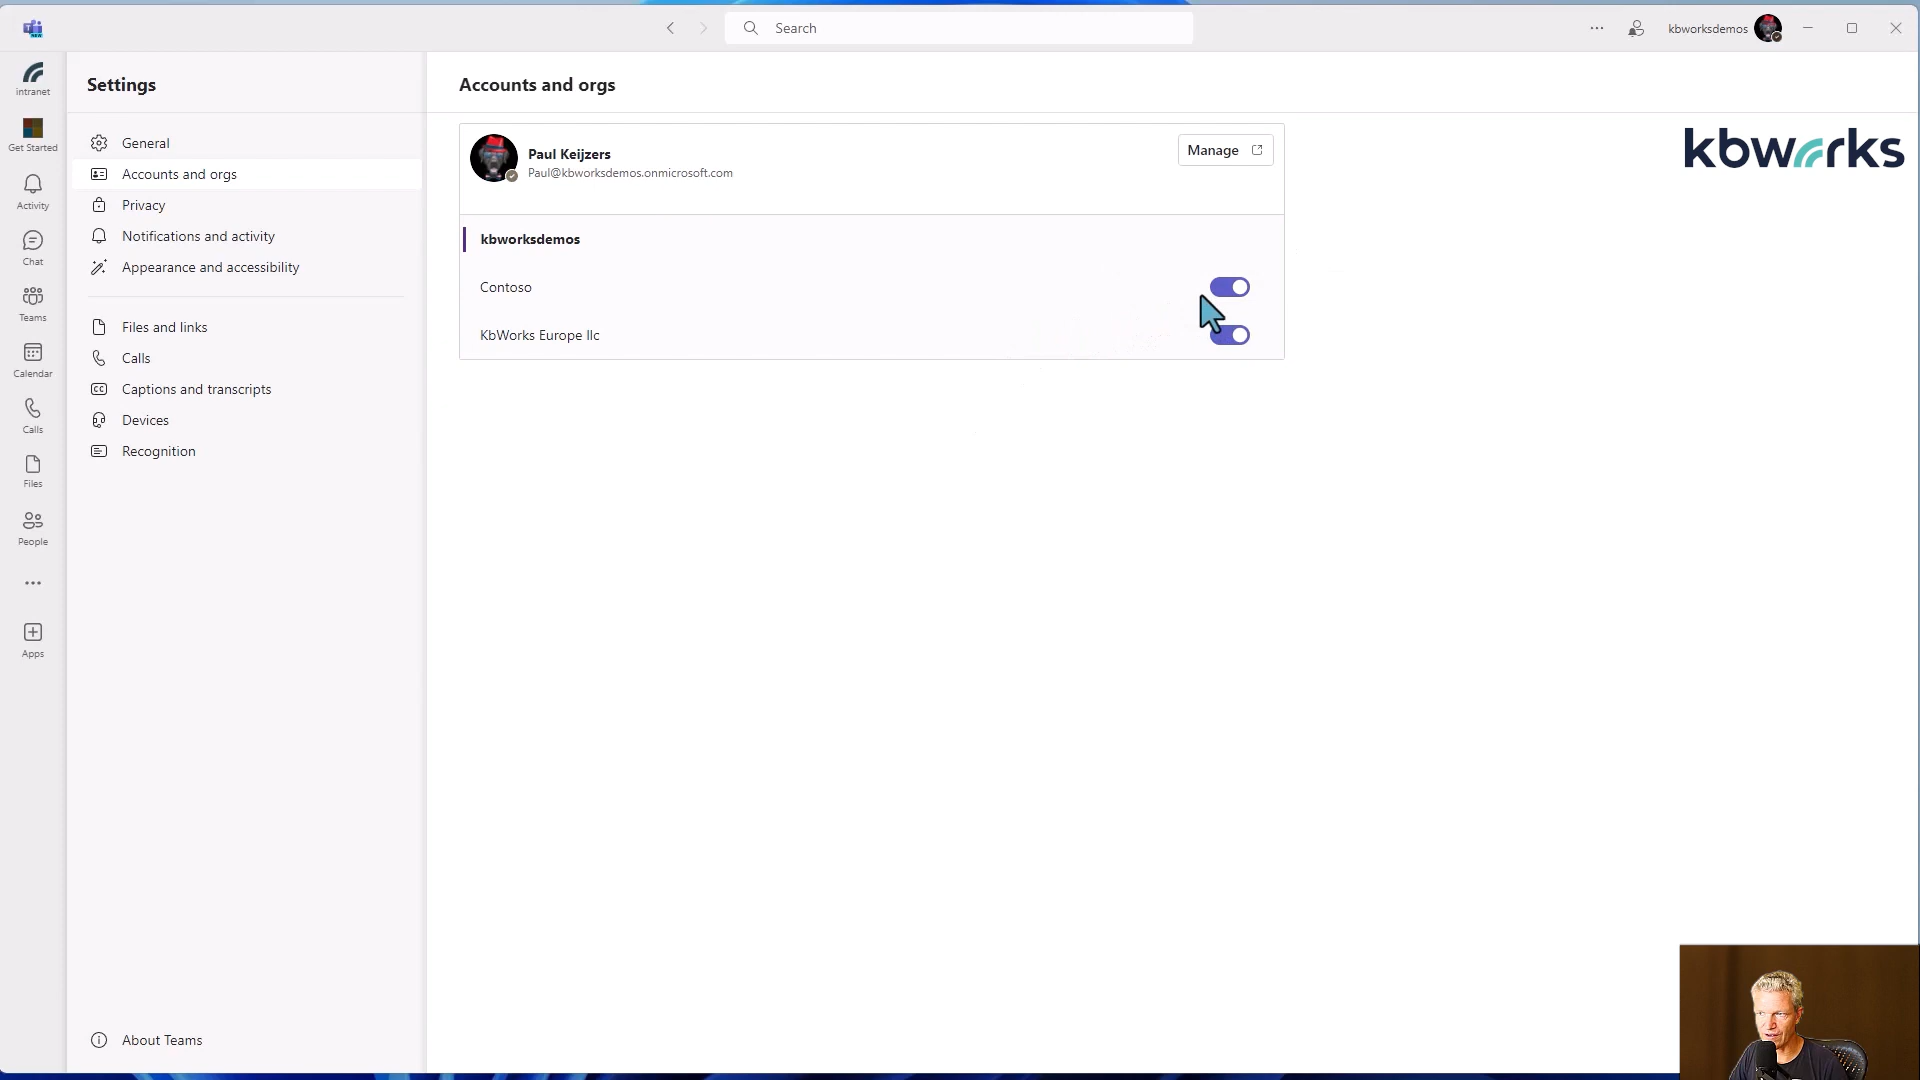 Search
kbworksdemos
intranet
Get Started
Activity
Chat
Teams
Calendar
Calls
Files
People
Apps
Settings
General
Accounts and orgs
Privacy
Notifications and activity
Appearance and accessibility
Files and links
Calls
Captions and transcripts
Devices
Recognition
About Teams
Accounts and orgs
Paul Keijzers
Paul@kbworksdemos.onmicrosoft.com
Manage
kbworksdemos
Contoso
KbWorks Europe llc
kbworks